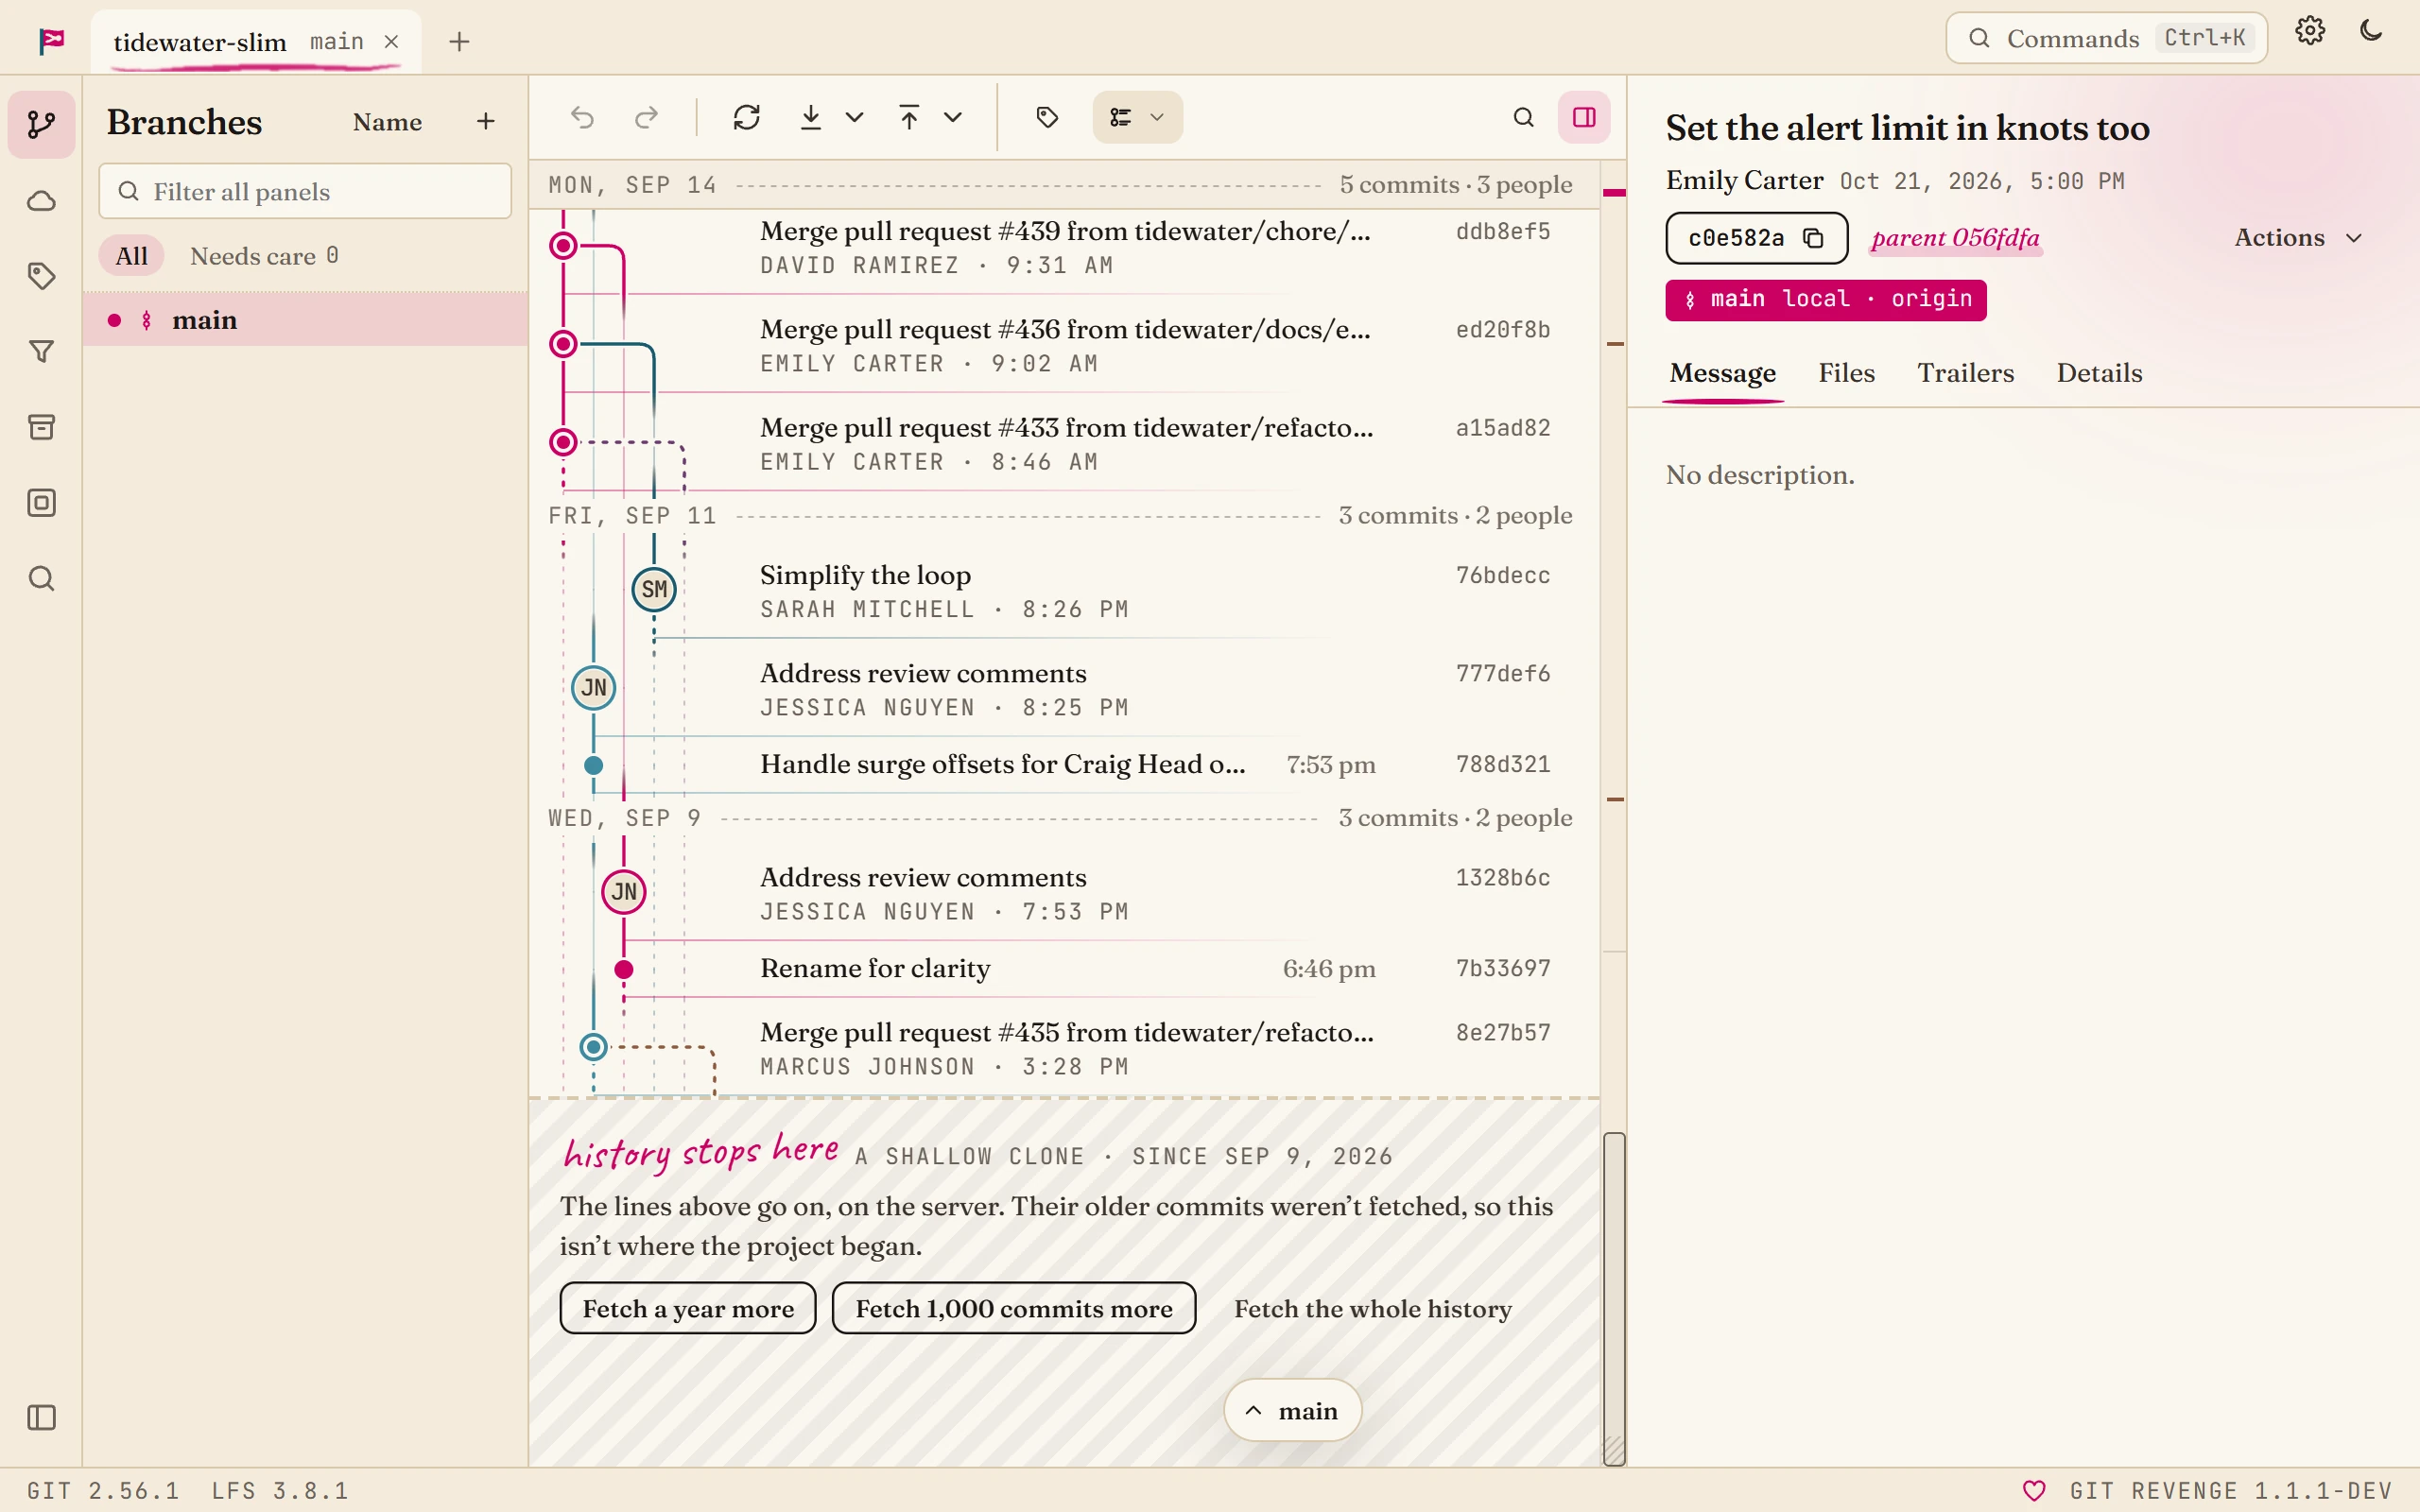 tidewater-slim main
Commands Ctrl+K
Branches Name
Filter all panels
All Needs care 0
main
MON, SEP 14 5 commits · 3 people
Merge pull request #439 from tidewater/chore/… ddb8ef5
DAVID RAMIREZ · 9:31 AM
Merge pull request #436 from tidewater/docs/e… ed20f8b
EMILY CARTER · 9:02 AM
Merge pull request #433 from tidewater/refacto… a15ad82
EMILY CARTER · 8:46 AM
FRI, SEP 11 3 commits · 2 people
SM Simplify the loop 76bdecc
SARAH MITCHELL · 8:26 PM
JN Address review comments 777def6
JESSICA NGUYEN · 8:25 PM
Handle surge offsets for Craig Head o… 7:53 pm 788d321
WED, SEP 9 3 commits · 2 people
JN Address review comments 1328b6c
JESSICA NGUYEN · 7:53 PM
Rename for clarity 6:46 pm 7b33697
Merge pull request #435 from tidewater/refacto… 8e27b57
MARCUS JOHNSON · 3:28 PM
history stops here A SHALLOW CLONE · SINCE SEP 9, 2026
The lines above go on, on the server. Their older commits weren’t fetched, so this
isn’t where the project began.
Fetch a year more Fetch 1,000 commits more Fetch the whole history
main
Set the alert limit in knots too
Emily Carter Oct 21, 2026, 5:00 PM
c0e582a parent 056fdfa Actions
main local · origin
Message Files Trailers Details
No description.
GIT 2.56.1 LFS 3.8.1 GIT REVENGE 1.1.1-DEV